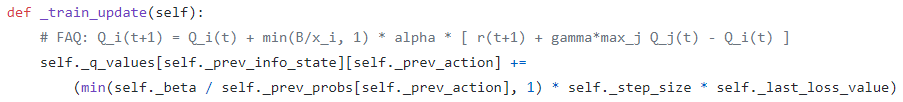 def _train_update(self):
# FAQ: Q_i(t+1) = Q_i(t) + min(B/x_i, 1) * alpha * [ r(t+1) + gamma*max_j Q_j(t) - Q_i(t) ]
self._q_values[self._prev_info_state][self._prev_action] +=
(min(self._beta / self._prev_probs[self._prev_action], 1) * self._step_size * self._last_loss_value)